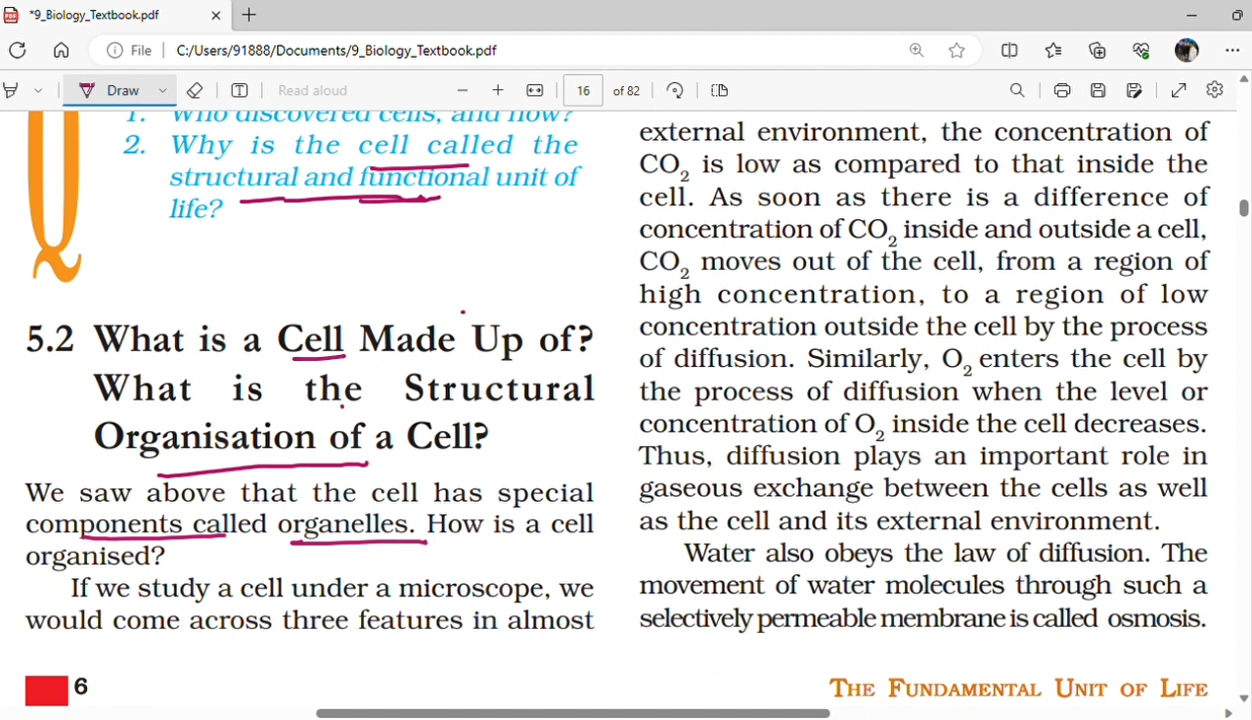 *9_Biology_Textbook.pdf
File
C:/Users/91888/Documents/9_Biology_Textbook.pdf
Draw
Read aloud
16
of 82
1. Who discovered cells, and how?
2. Why is the cell called the
structural and functional unit of
life?
Q
5.2 What is a Cell Made Up of?
What is the Structural
Organisation of a Cell?
We saw above that the cell has special
components called organelles. How is a cell
organised?
If we study a cell under a microscope, we
would come across three features in almost
external environment, the concentration of
CO₂ is low as compared to that inside the
cell. As soon as there is a difference of
concentration of CO₂ inside and outside a cell,
CO₂ moves out of the cell, from a region of
high concentration, to a region of low
concentration outside the cell by the process
of diffusion. Similarly, O₂ enters the cell by
the process of diffusion when the level or
concentration of O₂ inside the cell decreases.
Thus, diffusion plays an important role in
gaseous exchange between the cells as well
as the cell and its external environment.
Water also obeys the law of diffusion. The
movement of water molecules through such a
selectively permeable membrane is called osmosis.
6
THE FUNDAMENTAL UNIT OF LIFE